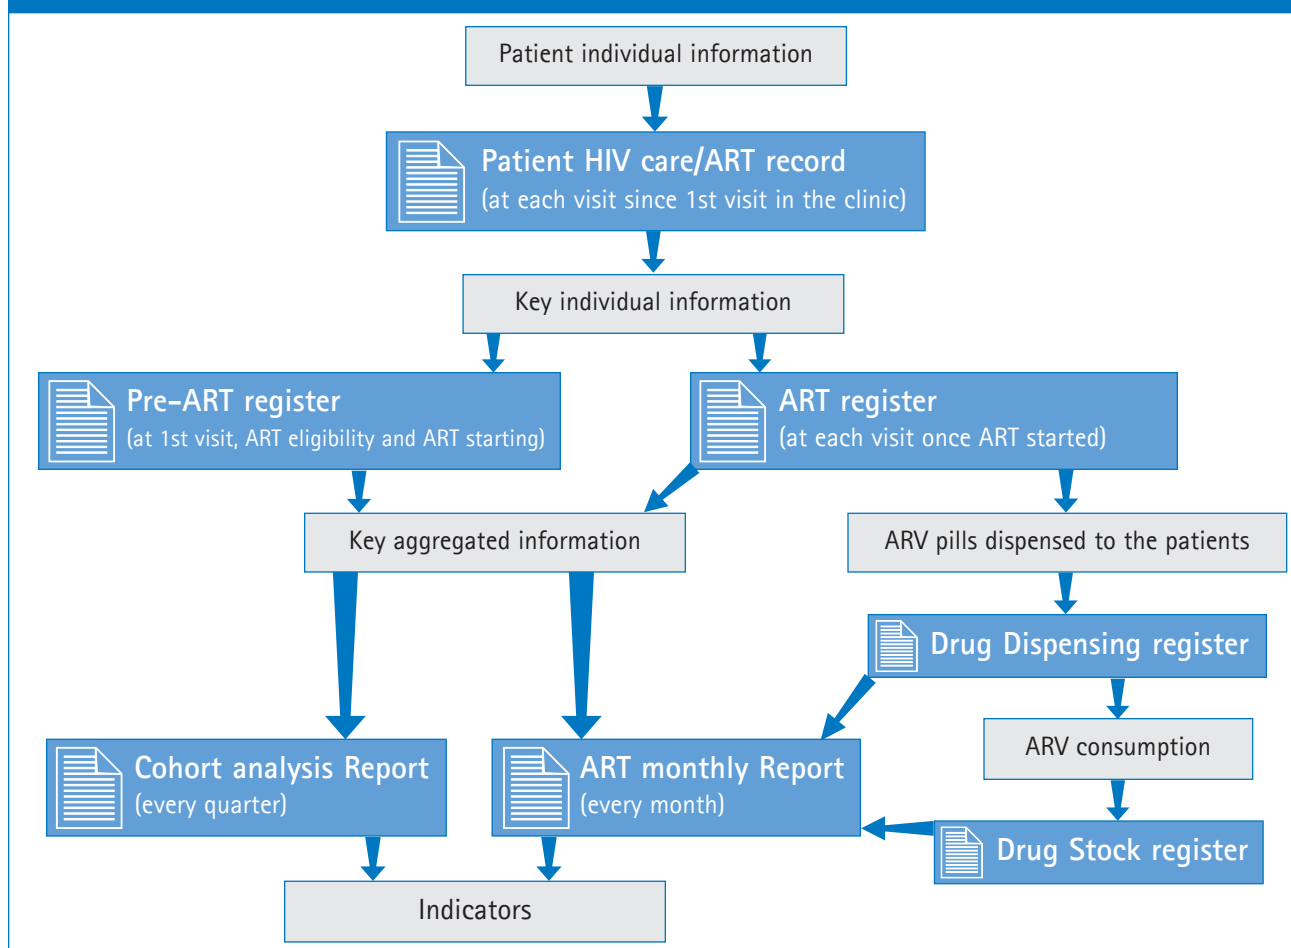 Patient individual information
Patient HIV care/ART record
(at each visit since 1st visit in the clinic)
Key individual information
Pre-ART register
(at 1st visit, ART eligibility and ART starting)
ART register
(at each visit once ART started)
Key aggregated information
ARV pills dispensed to the patients
Drug Dispensing register
ARV consumption
Cohort analysis Report
(every quarter)
ART monthly Report
(every month)
Drug Stock register
Indicators